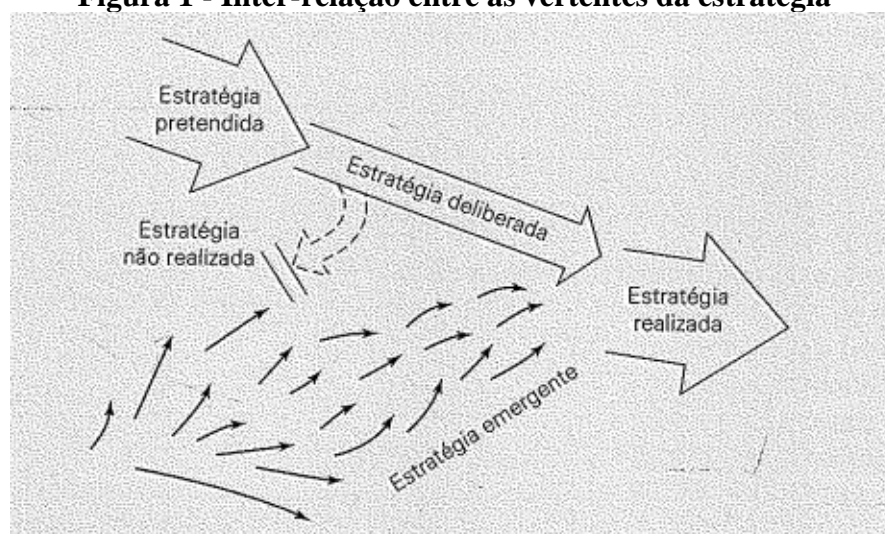 Figura 1 - Inter-relação entre as vertentes da estratégia
Estratégia
pretendida
Estratégia deliberada
Estratégia
não realizada
Estratégia
realizada
Estratégia emergente